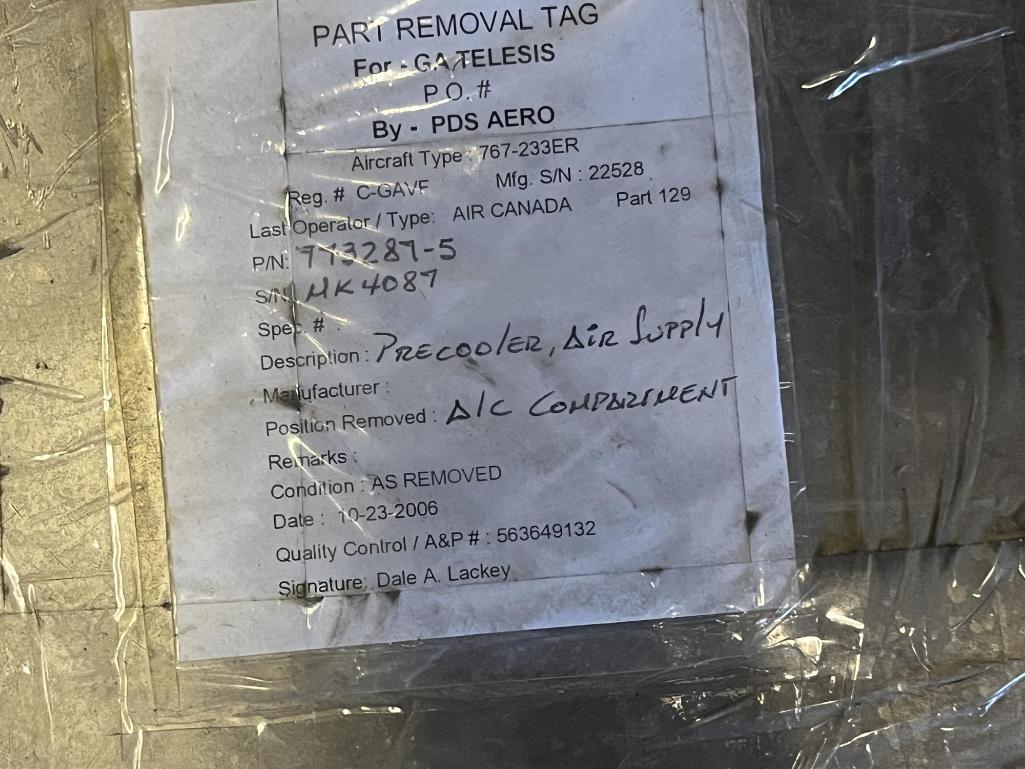 PART REMOVAL TAG
For - GA TELESIS
P.O. #
By - PDS AERO
Aircraft Type : 767-233ER
Reg. # C-GAVF Mfg. S/N : 22528
Last Operator / Type: AIR CANADA Part 129
P/N: 773287-5
S/N: MK4087
Spec. # :
Description : PRECOOLER, AIR SUPPLY
Manufacturer :
Position Removed : A/C COMPARTMENT
Remarks :
Condition : AS REMOVED
Date : 10-23-2006
Quality Control / A&P # : 563649132
Signature: Dale A. Lackey